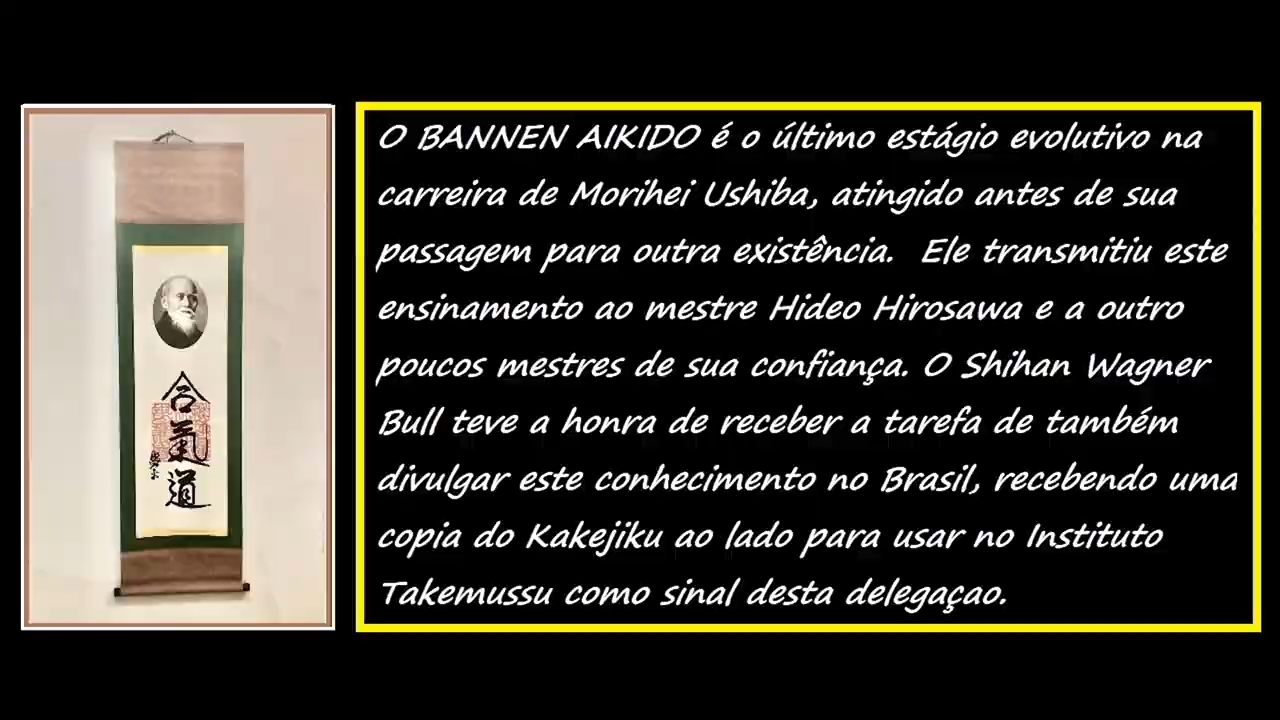 合氣道
O BANNEN AIKIDO é o último estágio evolutivo na
carreira de Morihei Ushiba, atingido antes de sua
passagem para outra existência. Ele transmitiu este
ensinamento ao mestre Hideo Hirosawa e a outro
poucos mestres de sua confiança. O Shihan Wagner
Bull teve a honra de receber a tarefa de também
divulgar este conhecimento no Brasil, recebendo uma
copia do Kakejiku ao lado para usar no Instituto
Takemussu como sinal desta delegaçao.